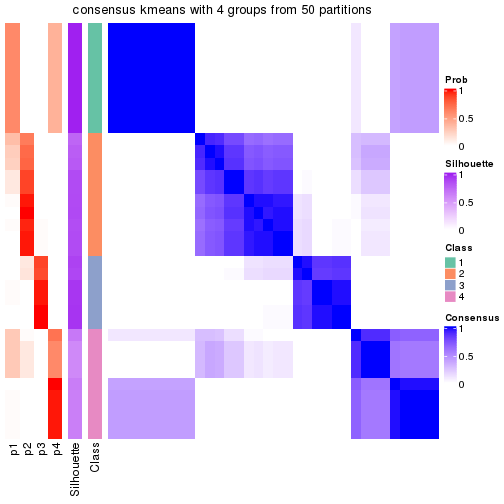 consensus kmeans with 4 groups from 50 partitions
Prob
1
0.5
0
Silhouette
1
0.5
0
Class
1
2
3
4
Consensus
1
0.5
0
p1
p2
p3
p4
Silhouette
Class